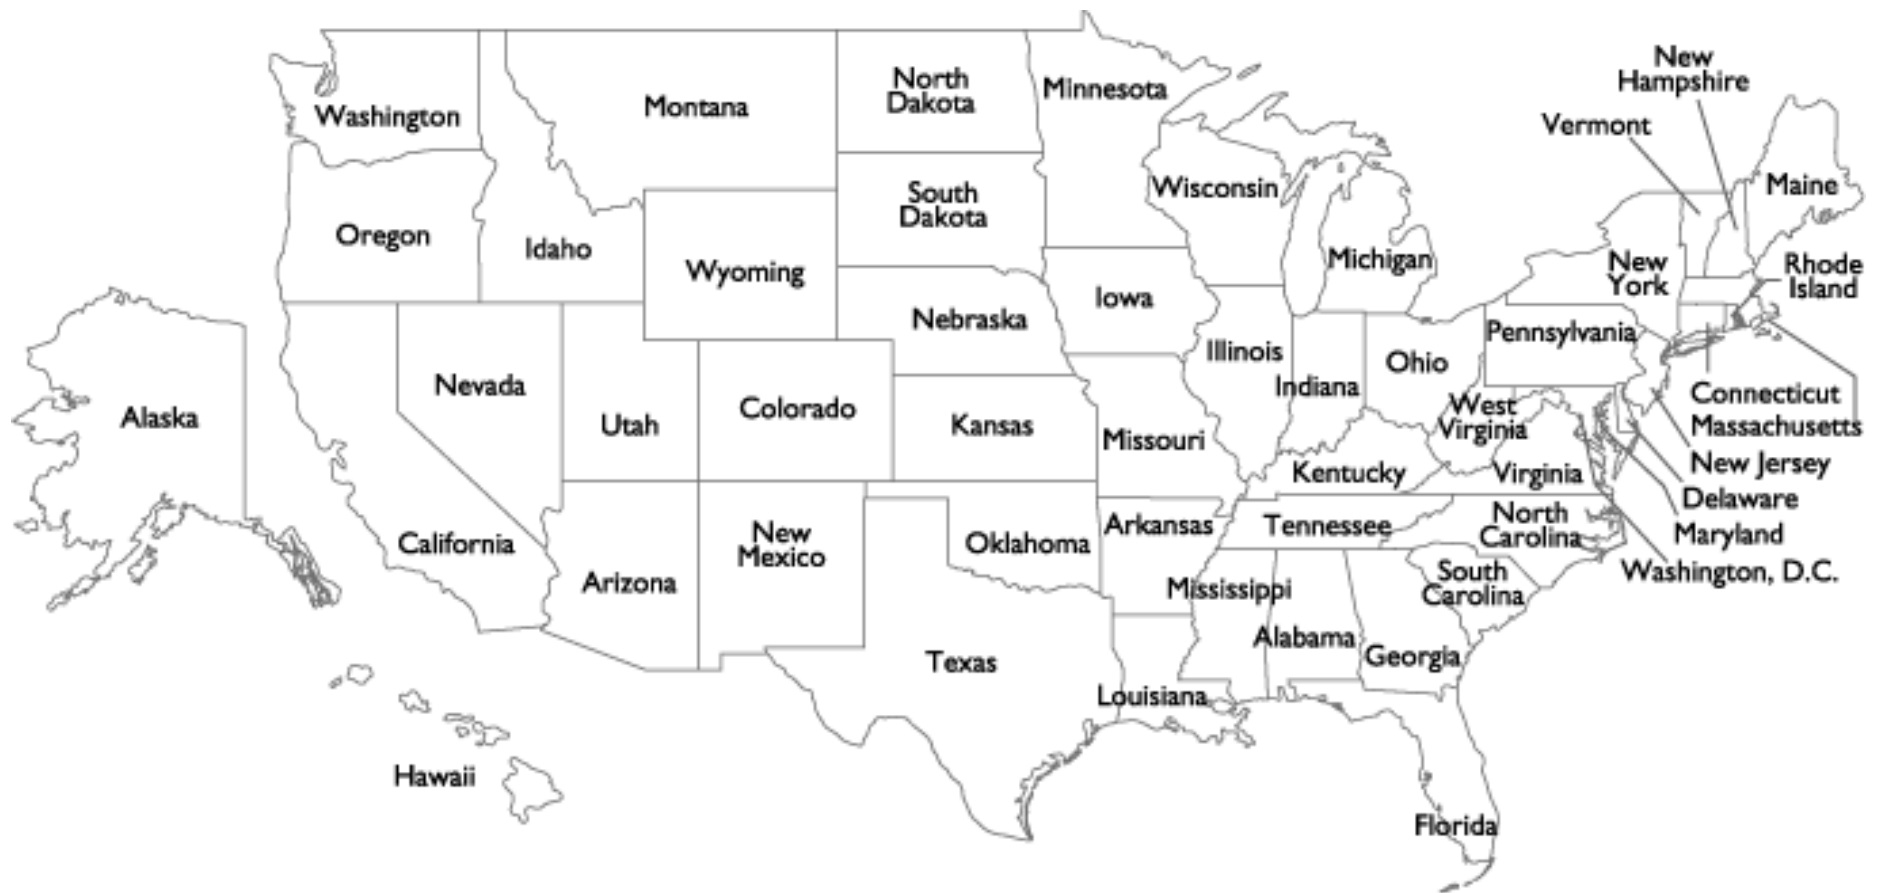 New
Hampshire
Vermont
Washington
Montana
North
Dakota
Minnesota
Maine
Wisconsin
South
Dakota
Oregon
Idaho
Wyoming
Michigan
New
York
Rhode
Island
Iowa
Nebraska
Pennsylvania
Illinois
Ohio
Indiana
Nevada
Utah
Colorado
Kansas
Missouri
Alaska
West
Virginia
Connecticut
Massachusetts
Kentucky
Virginia
New Jersey
Delaware
Maryland
Washington, D.C.
California
Arizona
New
Mexico
Oklahoma
Arkansas
Tennessee
North
Carolina
South
Carolina
Mississippi
Alabama
Georgia
Texas
Louisiana
Hawaii
Florida